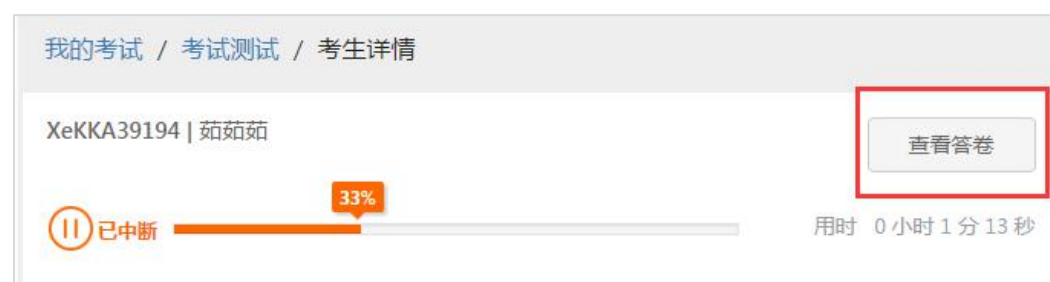 我的考试 / 考试测试 / 考生详情
XeKKA39194 | 茹茹茹
查看答卷
33%
已中断
用时 0 小时 1 分 13 秒